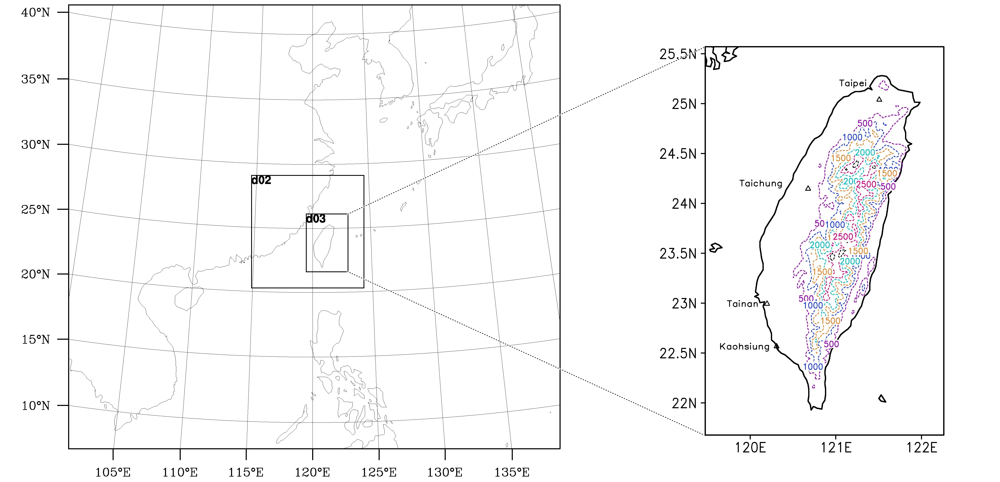 40°N
35°N
30°N
25°N
20°N
15°N
10°N
105°E 110°E 115°E 120°E 125°E 130°E 135°E
d02
d03
25.5N
25N
24.5N
24N
23.5N
23N
22.5N
22N
120E 121E 122E
Taipei
Taichung
Tainan
Kaohsiung
500
1000
2000
1500
1500
2500
500
1000
2500
2000
1500
2000
1500
500
1000
1500
500
1000